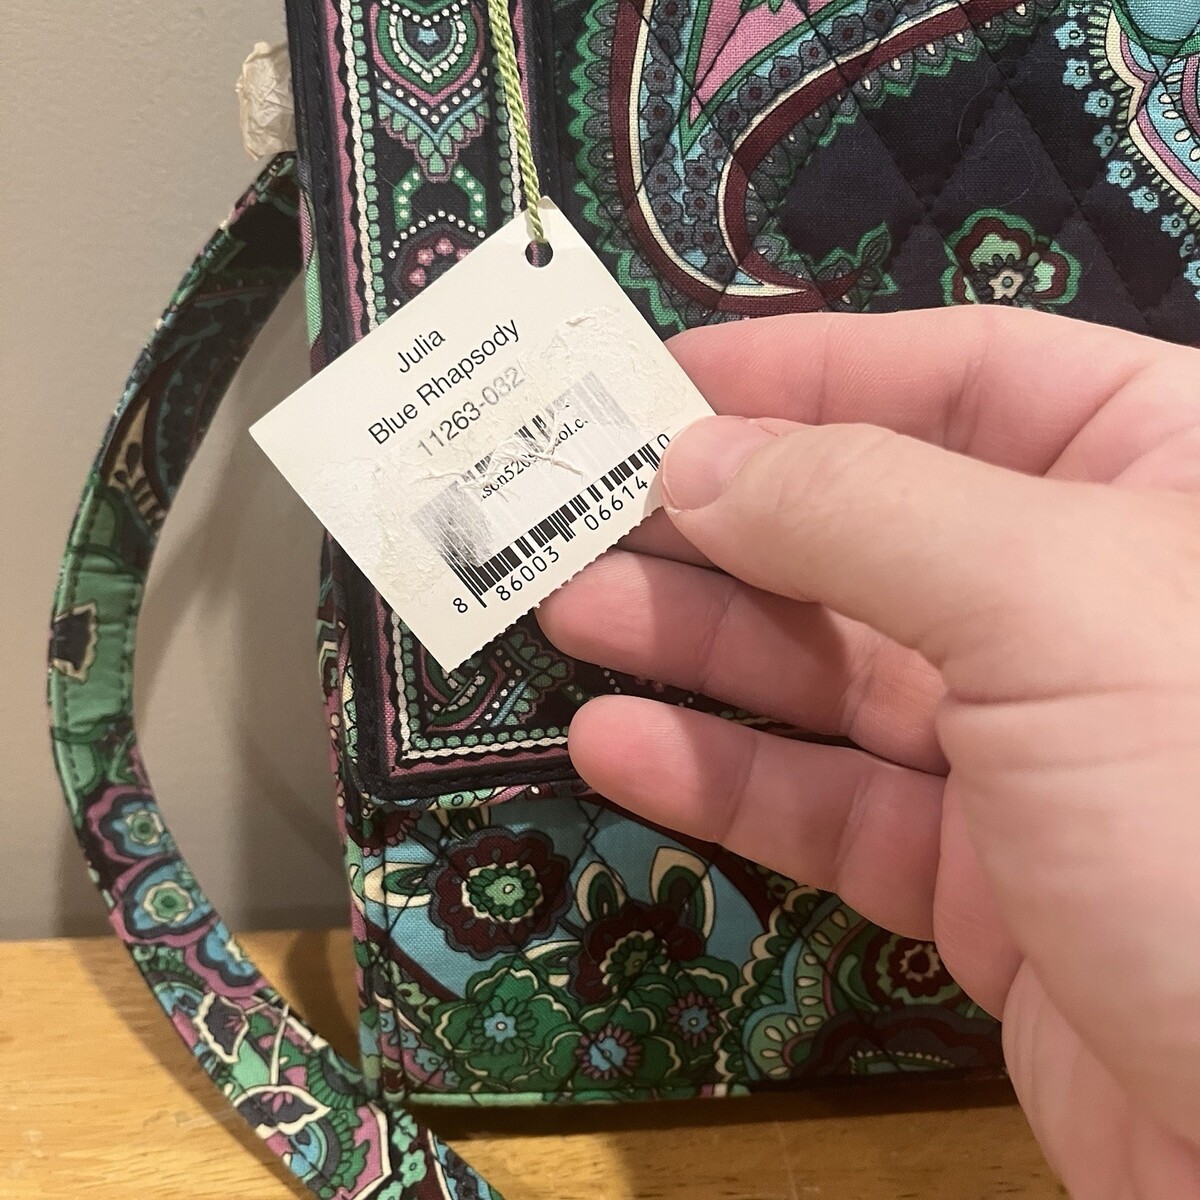 Julia
Blue Rhapsody
11263-032
8 86003 06614 0